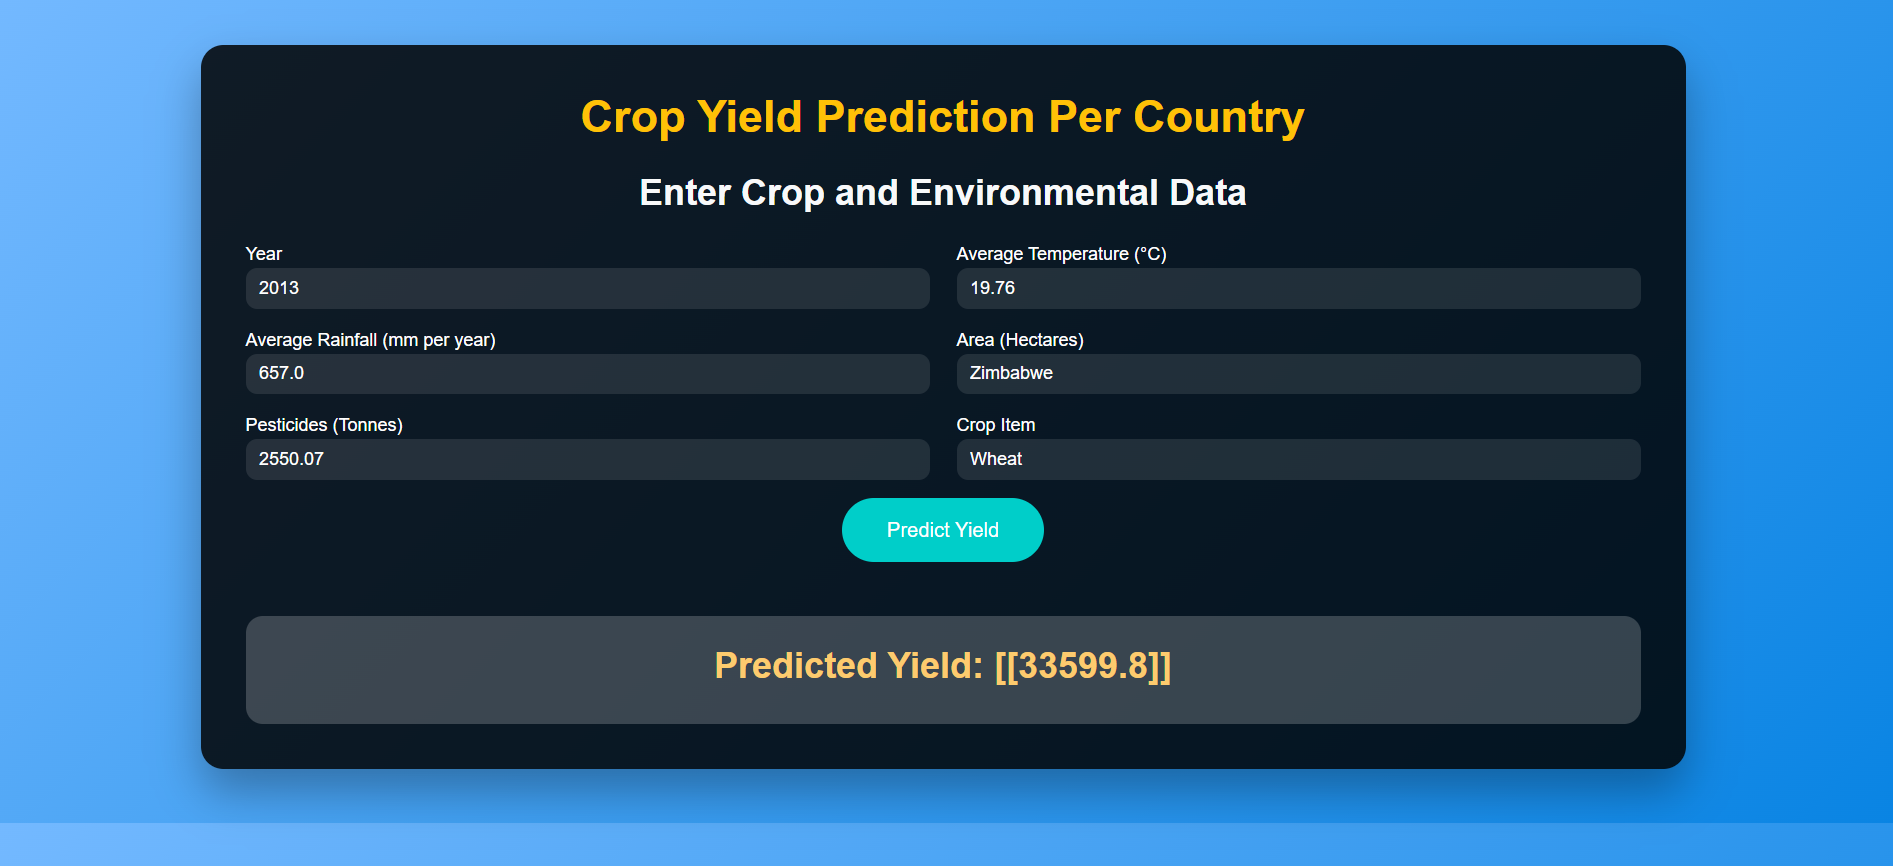 Crop Yield Prediction Per Country
Enter Crop and Environmental Data
Year
2013
Average Temperature (°C)
19.76
Average Rainfall (mm per year)
657.0
Area (Hectares)
Zimbabwe
Pesticides (Tonnes)
2550.07
Crop Item
Wheat
Predict Yield
Predicted Yield: [[33599.8]]